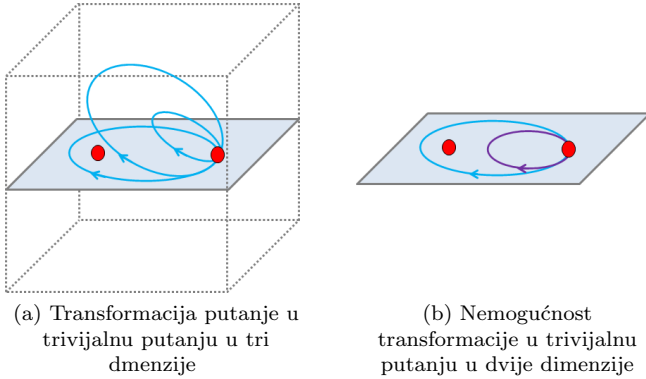 (a) Transformacija putanje u
trivijalnu putanju u tri
dmenzije
(b) Nemogućnost
transformacije u trivijalnu
putanju u dvije dimenzije